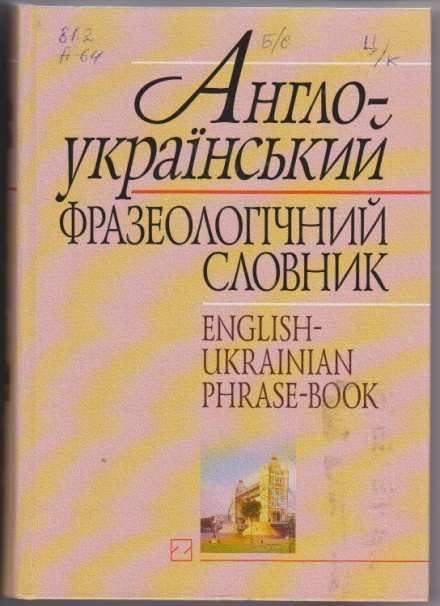 81.2 Б/С Ц/К
А-64
Англо-
український
ФРАЗЕОЛОГІЧНИЙ
СЛОВНИК
ENGLISH-
UKRAINIAN
PHRASE-BOOK